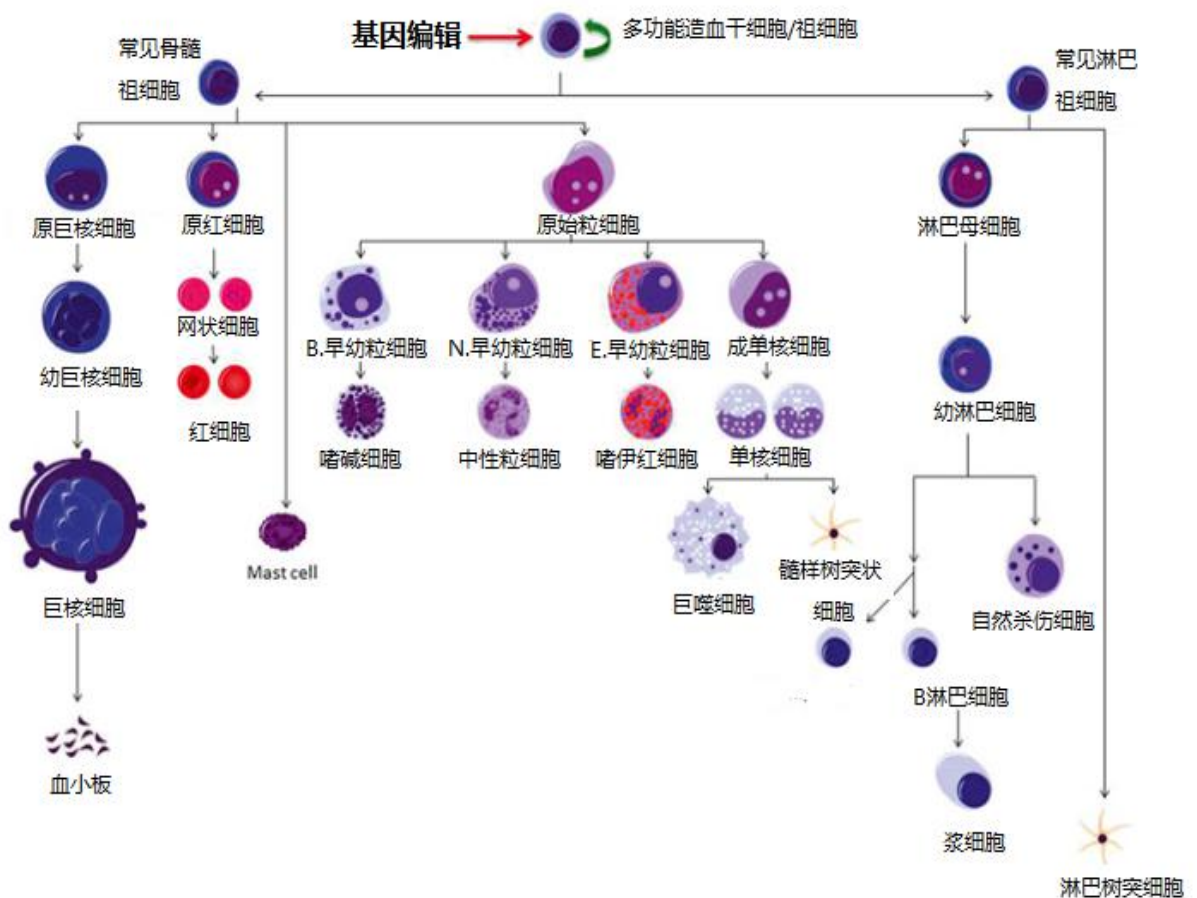 基因编辑
多功能造血干细胞/祖细胞
常见骨髓
祖细胞
常见淋巴
祖细胞
原巨核细胞
原红细胞
原始粒细胞
淋巴母细胞
网状细胞
B.早幼粒细胞
N.早幼粒细胞
E.早幼粒细胞
成单核细胞
幼巨核细胞
幼淋巴细胞
红细胞
嗜碱细胞
中性粒细胞
嗜伊红细胞
单核细胞
Mast cell
髓样树突状
细胞
巨噬细胞
巨核细胞
自然杀伤细胞
B淋巴细胞
血小板
浆细胞
淋巴树突细胞